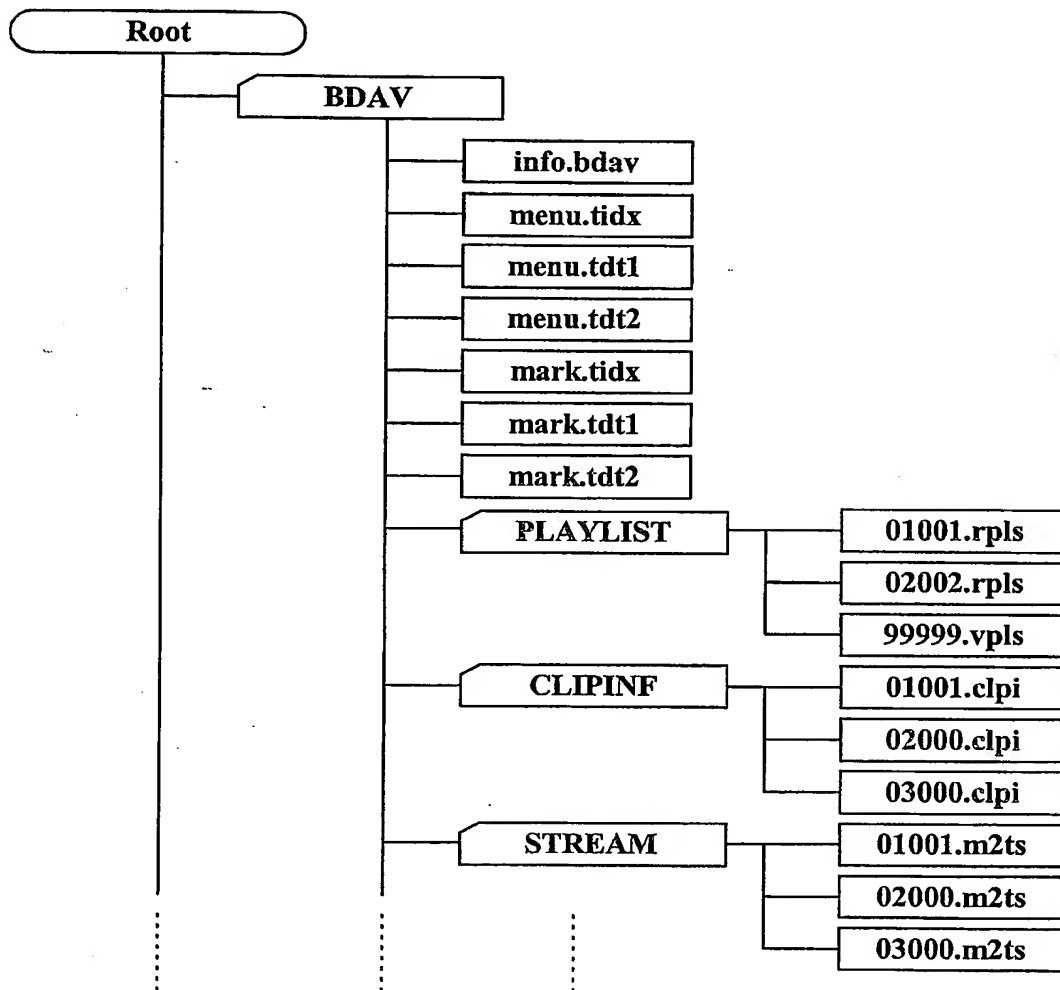 Root
BDAV
info.bdav
menu.tidx
menu.tdt1
menu.tdt2
mark.tidx
mark.tdt1
mark.tdt2
PLAYLIST
01001.rpls
02002.rpls
99999.vpls
CLIPINF
01001.clpi
02000.clpi
03000.clpi
STREAM
01001.m2ts
02000.m2ts
03000.m2ts